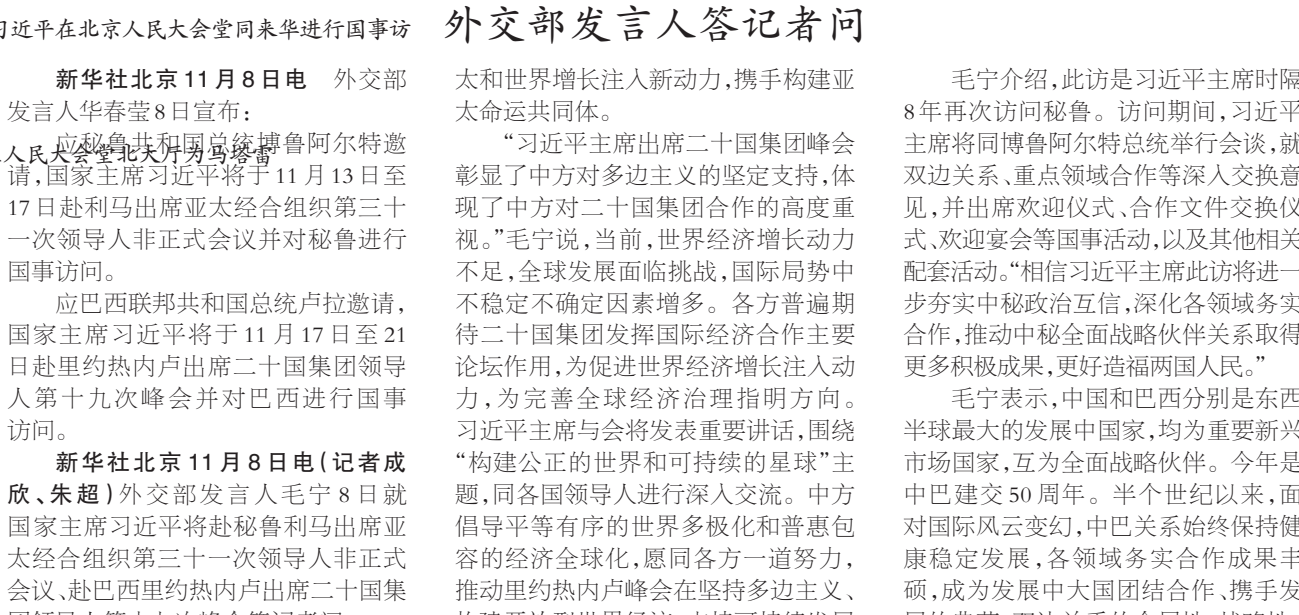 习近平在北京人民大会堂同来华进行国事访
外交部发言人答记者问
新华社北京11月8日电 外交部
发言人华春莹8日宣布：
应秘鲁共和国总统博鲁阿尔特邀
人民大会堂北大厅为马塔雷
请，国家主席习近平将于11月13日至
17日赴利马出席亚太经合组织第三十
一次领导人非正式会议并对秘鲁进行
国事访问。
应巴西联邦共和国总统卢拉邀请，
国家主席习近平将于11月17日至21
日赴里约热内卢出席二十国集团领导
人第十九次峰会并对巴西进行国事
访问。
新华社北京11月8日电（记者成
欣、朱超）外交部发言人毛宁8日就
国家主席习近平将赴秘鲁利马出席亚
太经合组织第三十一次领导人非正式
会议、赴巴西里约热内卢出席二十国集
太和世界增长注入新动力，携手构建亚
太命运共同体。
“习近平主席出席二十国集团峰会
彰显了中方对多边主义的坚定支持，体
现了中方对二十国集团合作的高度重
视。”毛宁说，当前，世界经济增长动力
不足，全球发展面临挑战，国际局势中
不稳定不确定因素增多。各方普遍期
待二十国集团发挥国际经济合作主要
论坛作用，为促进世界经济增长注入动
力，为完善全球经济治理指明方向。
习近平主席与会将发表重要讲话，围绕
“构建公正的世界和可持续的星球”主
题，同各国领导人进行深入交流。中方
倡导平等有序的世界多极化和普惠包
容的经济全球化，愿同各方一道努力，
推动里约热内卢峰会在坚持多边主义、
毛宁介绍，此访是习近平主席时隔
8年再次访问秘鲁。访问期间，习近平
主席将同博鲁阿尔特总统举行会谈，就
双边关系、重点领域合作等深入交换意
见，并出席欢迎仪式、合作文件交换仪
式、欢迎宴会等国事活动，以及其他相关
配套活动。“相信习近平主席此访将进一
步夯实中秘政治互信，深化各领域务实
合作，推动中秘全面战略伙伴关系取得
更多积极成果，更好造福两国人民。”
毛宁表示，中国和巴西分别是东西
半球最大的发展中国家，均为重要新兴
市场国家，互为全面战略伙伴。今年是
中巴建交50周年。半个世纪以来，面
对国际风云变幻，中巴关系始终保持健
康稳定发展，各领域务实合作成果丰
硕，成为发展中大国团结合作、携手发